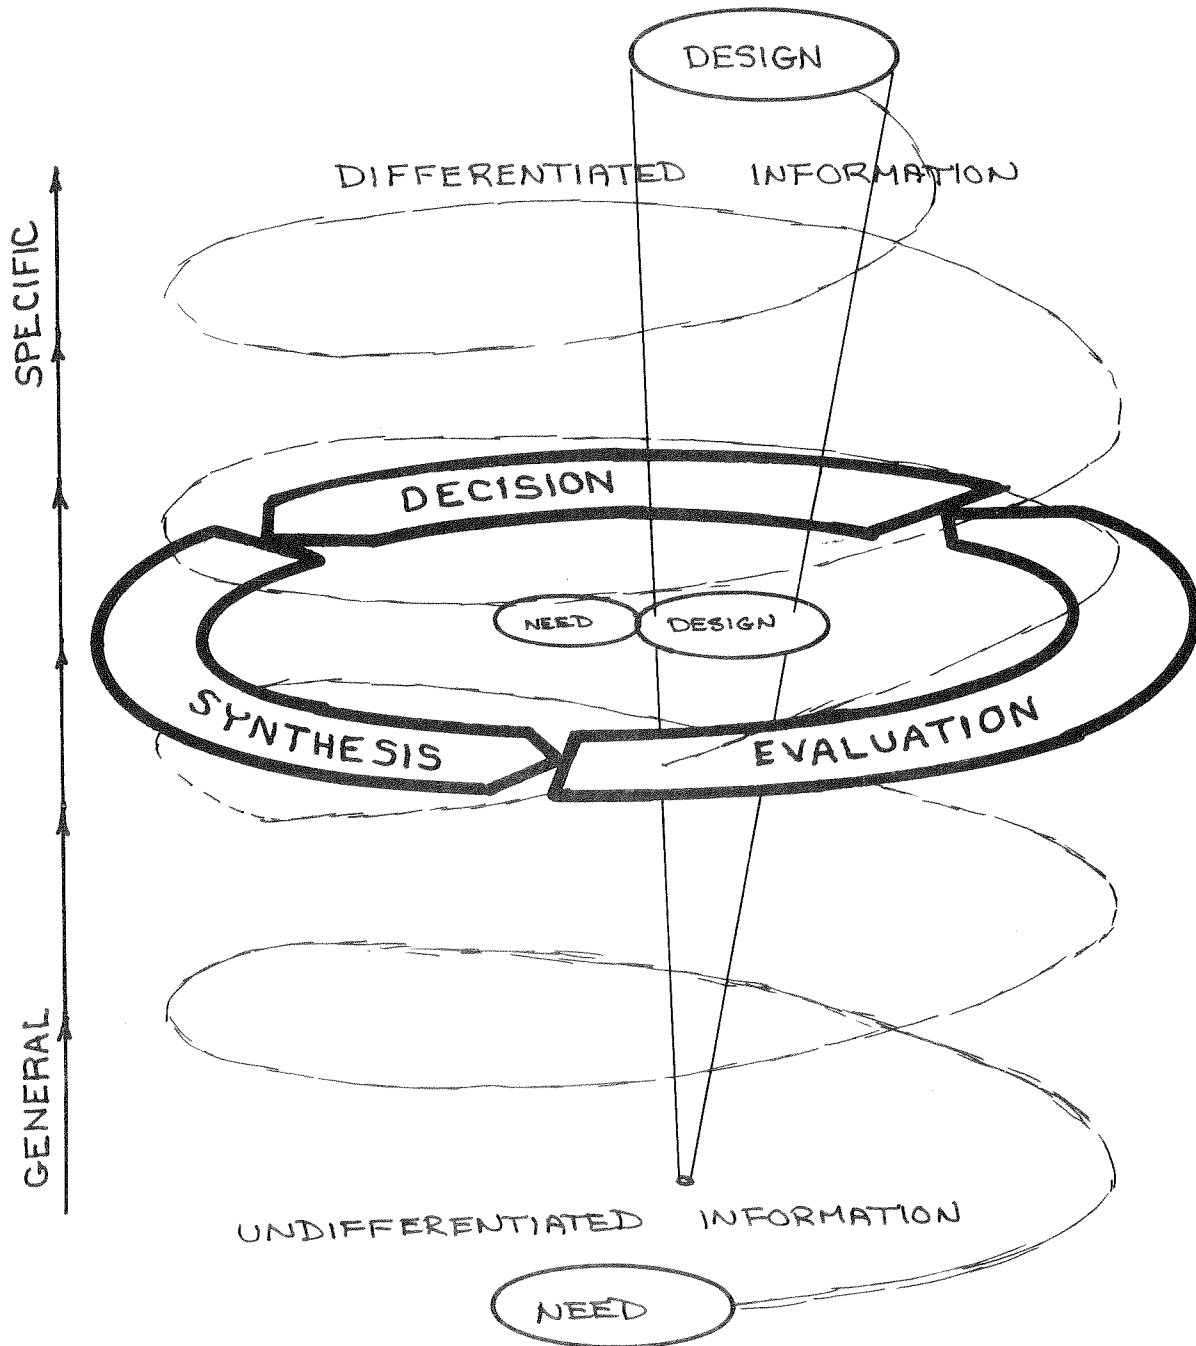 DESIGN
DIFFERENTIATED INFORMATION
SPECIFIC
DECISION
NEED
DESIGN
SYNTHESIS
EVALUATION
GENERAL
UNDIFFERENTIATED INFORMATION
NEED